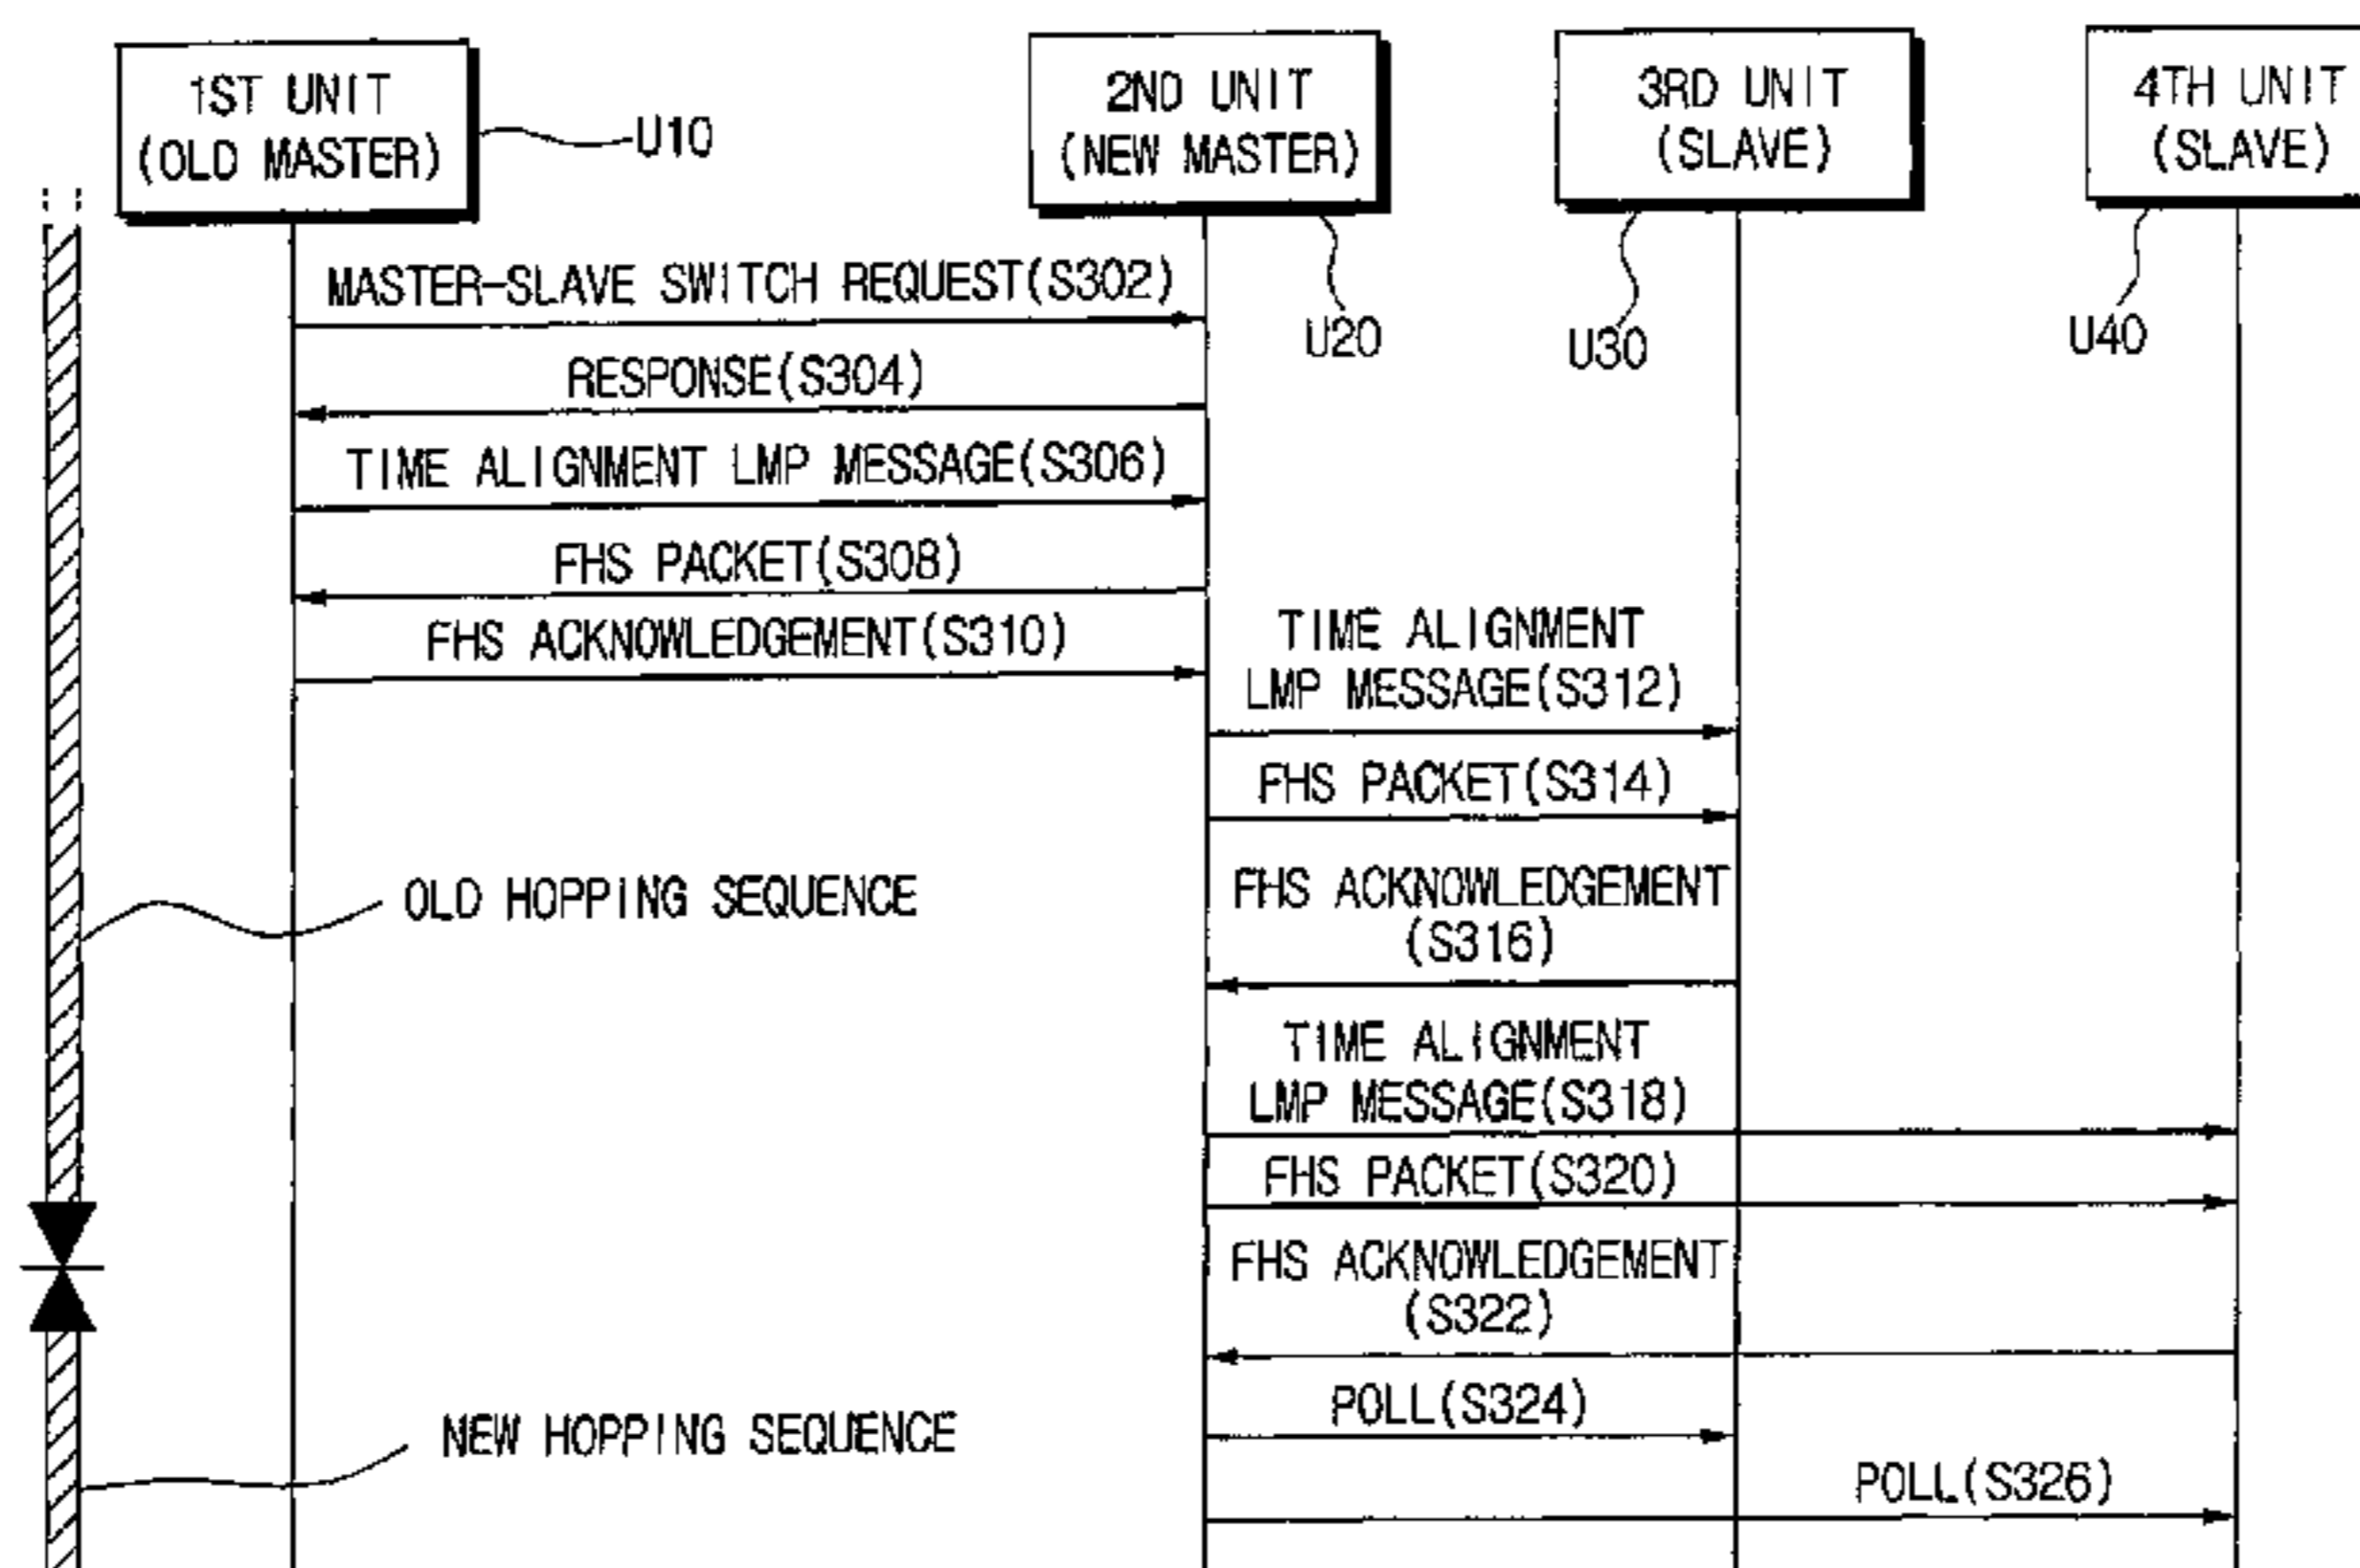 1ST UNIT
(OLD MASTER)
U10
2ND UNIT
(NEW MASTER)
U20
3RD UNIT
(SLAVE)
U30
4TH UNIT
(SLAVE)
U40
MASTER-SLAVE SWITCH REQUEST(S302)
RESPONSE(S304)
TIME ALIGNMENT LMP MESSAGE(S306)
FHS PACKET(S308)
FHS ACKNOWLEDGEMENT(S310)
TIME ALIGNMENT
LMP MESSAGE(S312)
FHS PACKET(S314)
FHS ACKNOWLEDGEMENT
(S316)
OLD HOPPING SEQUENCE
TIME ALIGNMENT
LMP MESSAGE(S318)
FHS PACKET(S320)
FHS ACKNOWLEDGEMENT
(S322)
POLL(S324)
NEW HOPPING SEQUENCE
POLL(S326)